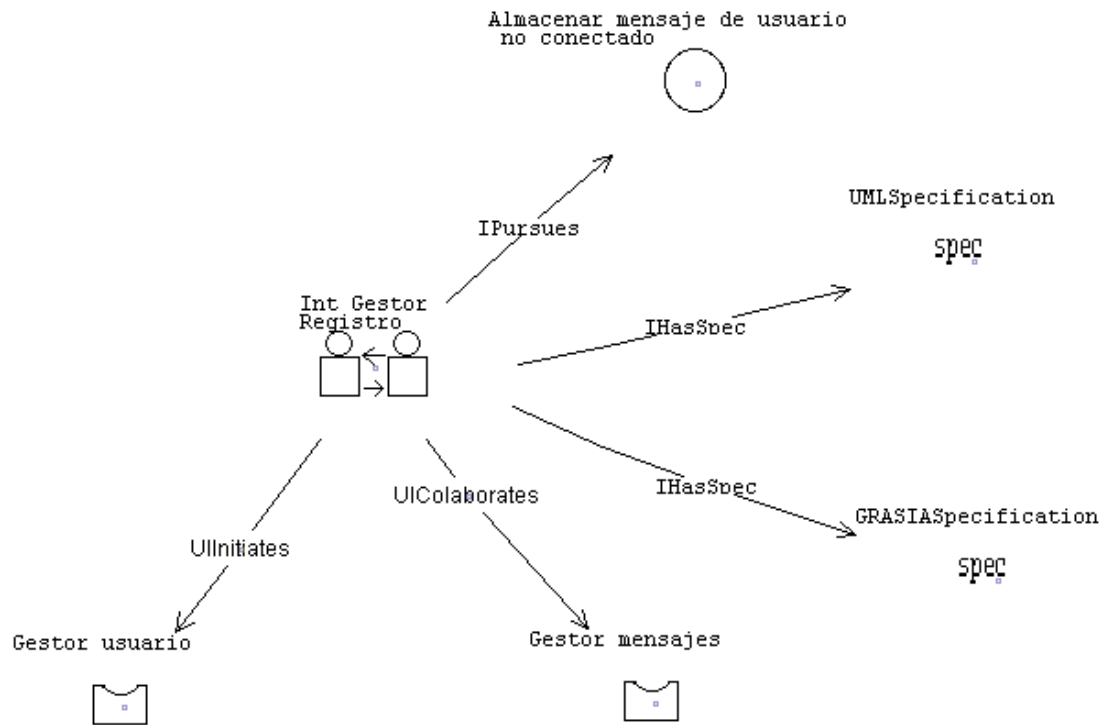 Almacenar mensaje de usuario
no conectado
UMLSpecification
spec
IPursues
Int Gestor
Registro
IHasSpec
IHasSpec
UIColaborates
GRASIASpecification
UIInitiates
spec
Gestor usuario
Gestor mensajes